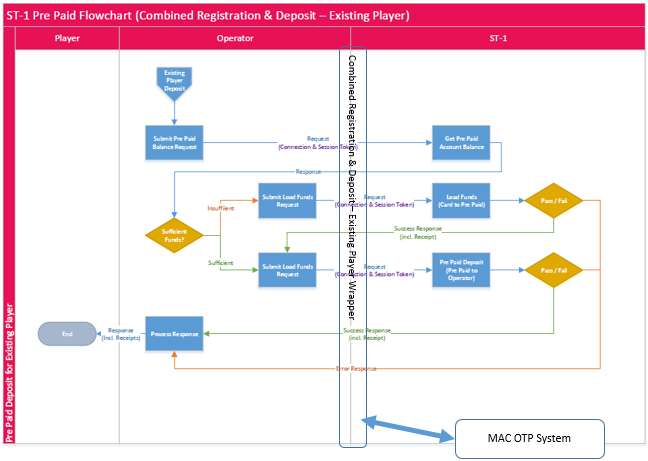 ST-1 Pre Paid Flowchart (Combined Registration & Deposit – Existing Player)
Player
Operator
ST-1
Pre Paid Deposit for Existing Player
Combined Registration & Deposit – Existing Player Wrapper
Existing
Player
Deposit
Submit Pre Paid
Balance Request
Request
(Connection & Session Token)
Get Pre Paid
Account Balance
Response
Insuffiient
Submit Load Funds
Request
Request
(Connection & Session Token)
Load Funds
(Card to Pre Paid)
Pass / Fail
Sufficient
Funds?
Success Response
(incl. Receipt)
Sufficient
Submit Load Funds
Request
Request
(Connection & Session Token)
Pre Paid Deposit
(Pre Paid to
Operator)
Pass / Fail
End
Response
(Incl. Receipts)
Process Response
Success Response
(incl. Receipt)
Error Response
MAC OTP System